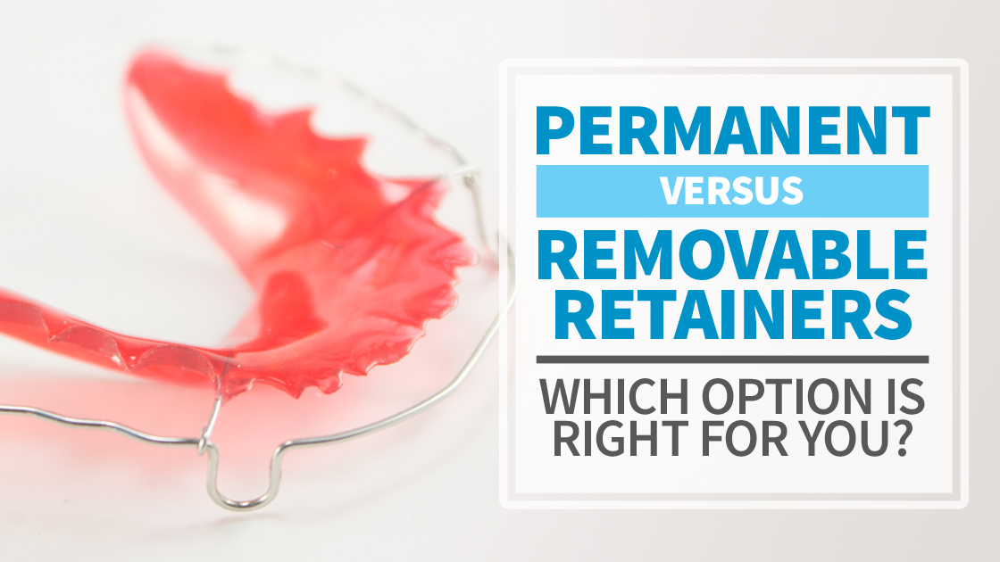 PERMANENT
VERSUS
REMOVABLE
RETAINERS
WHICH OPTION IS
RIGHT FOR YOU?